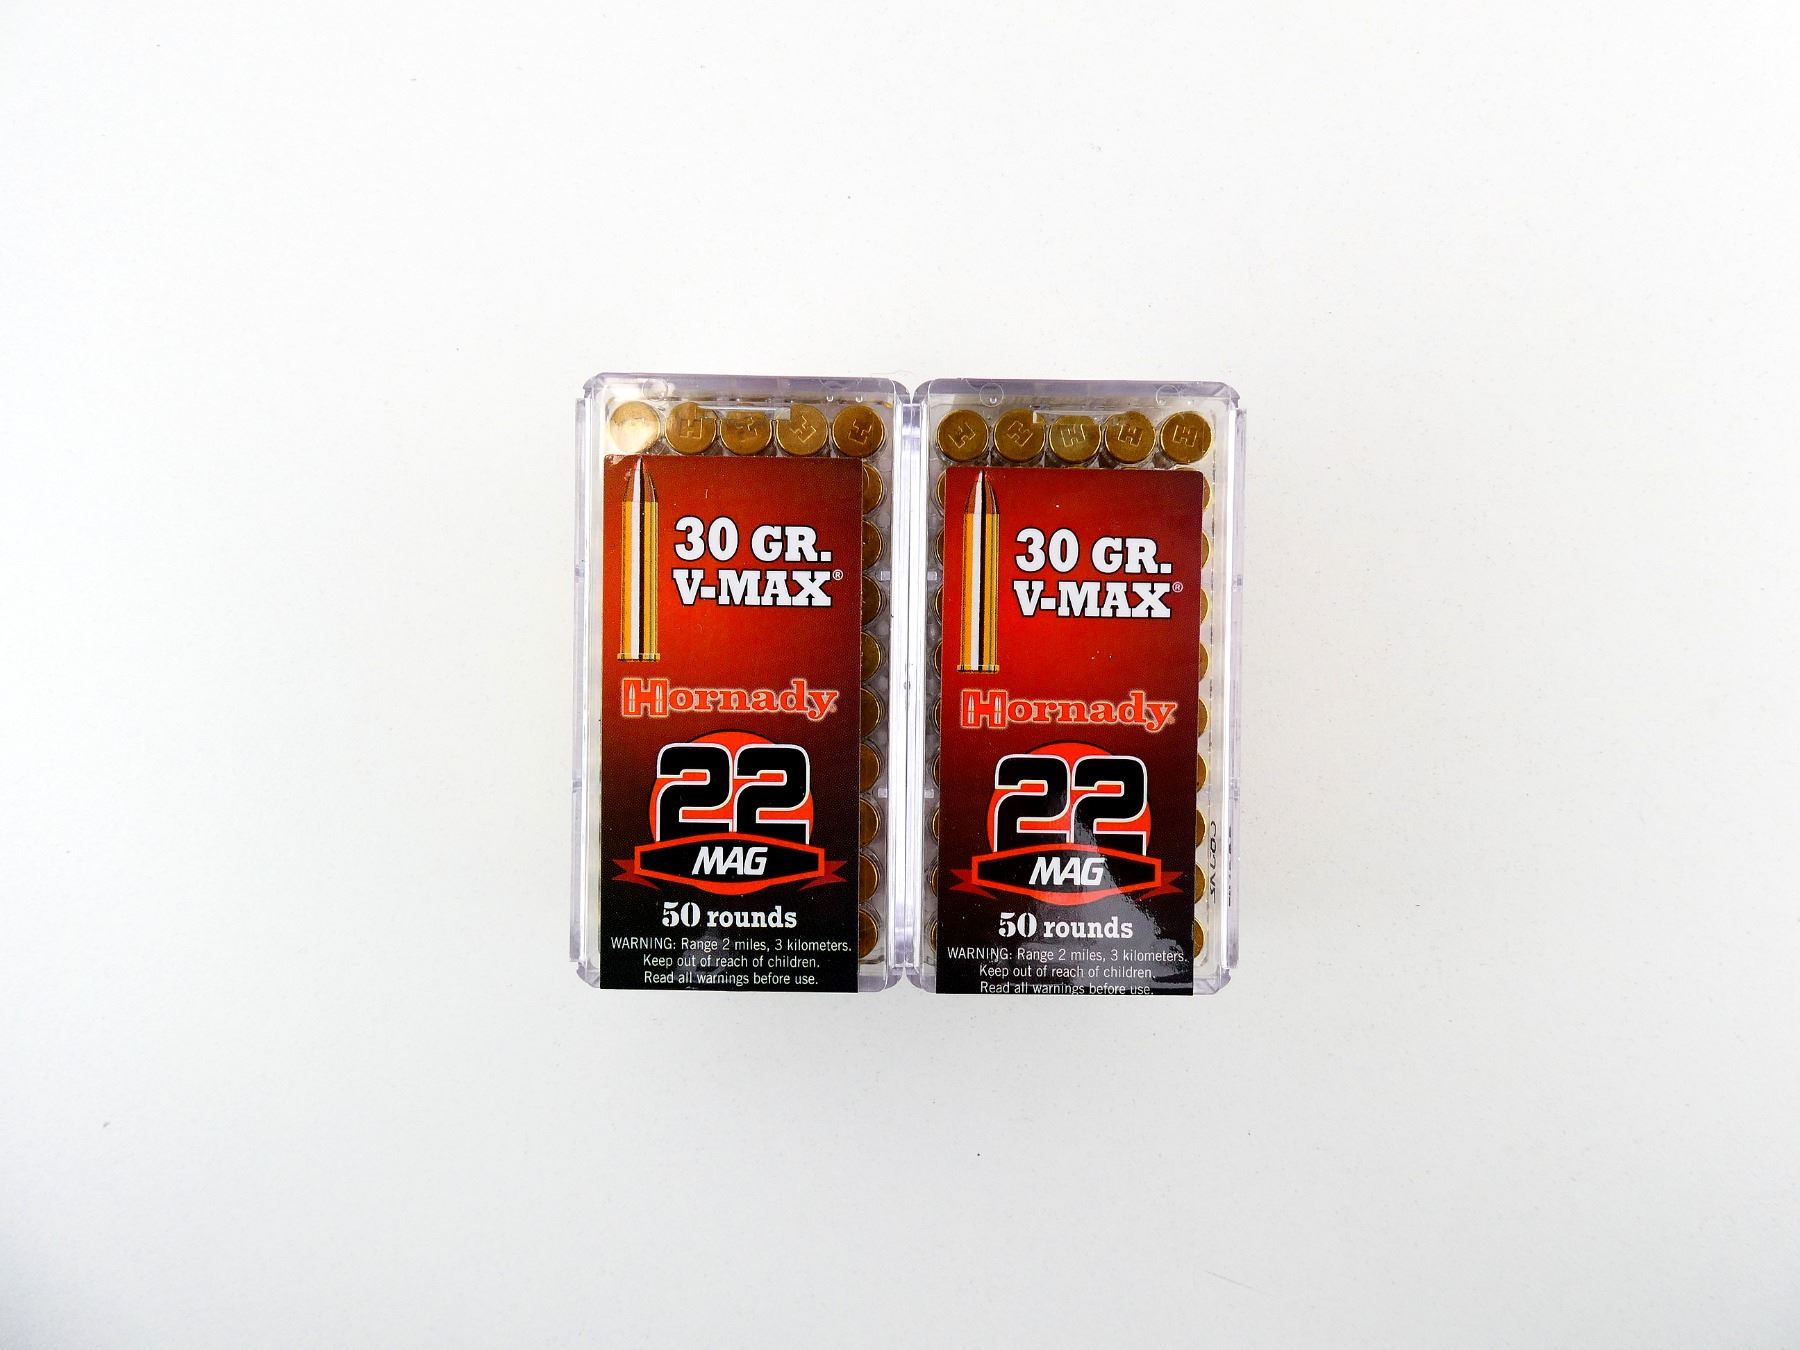 30 GR.
V-MAX®
Hornady
22
MAG
50 rounds
WARNING: Range 2 miles, 3 kilometers.
Keep out of reach of children.
Read all warnings before use.
30 GR.
V-MAX®
Hornady
22
MAG
50 rounds
WARNING: Range 2 miles, 3 kilometers.
Keep out of reach of children.
Read all warnings before use.